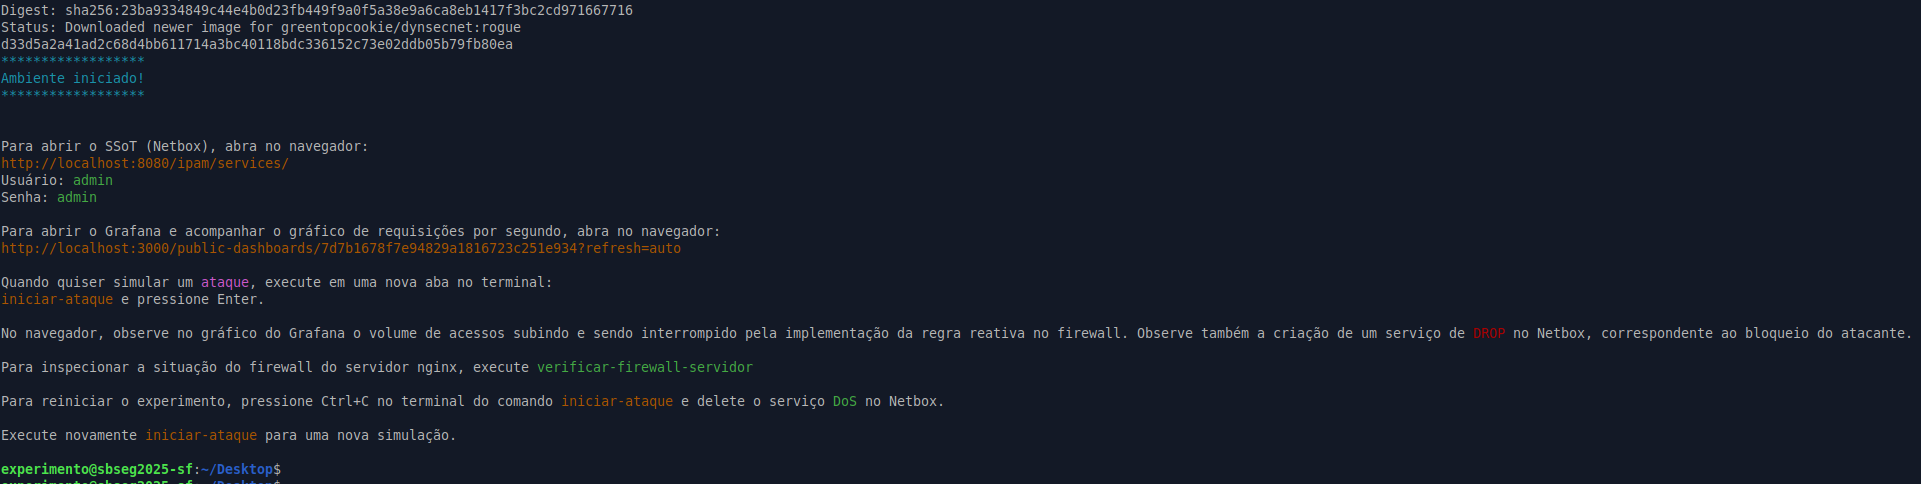 Digest: sha256:23ba9334849c44e4b0d23fb449f9a0f5a38e9a6ca8eb1417f3bc2cd971667716
Status: Downloaded newer image for greentopcookie/dynsecnet:rogue
d33d5a2a41ad2c68d4bb611714a3bc40118bdc336152c73e02ddb05b79fb80ea
******************
Ambiente iniciado!
******************
Para abrir o SSoT (Netbox), abra no navegador:
http://localhost:8080/ipam/services/
Usuário: admin
Senha: admin
Para abrir o Grafana e acompanhar o gráfico de requisições por segundo, abra no navegador:
http://localhost:3000/public-dashboards/7d7b1678f7e94829a1816723c251e934?refresh=auto
Quando quiser simular um ataque, execute em uma nova aba no terminal:
iniciar-ataque e pressione Enter.
No navegador, observe no gráfico do Grafana o volume de acessos subindo e sendo interrompido pela implementação da regra reativa no firewall. Observe também a criação de um serviço de DROP no Netbox, correspondente ao bloqueio do atacante.
Para inspecionar a situação do firewall do servidor nginx, execute verificar-firewall-servidor
Para reiniciar o experimento, pressione Ctrl+C no terminal do comando iniciar-ataque e delete o serviço DoS no Netbox.
Execute novamente iniciar-ataque para uma nova simulação.
experimento@sbseg2025-sf:~/Desktop$
experimento@sbseg2025-sf:~/Desktop$